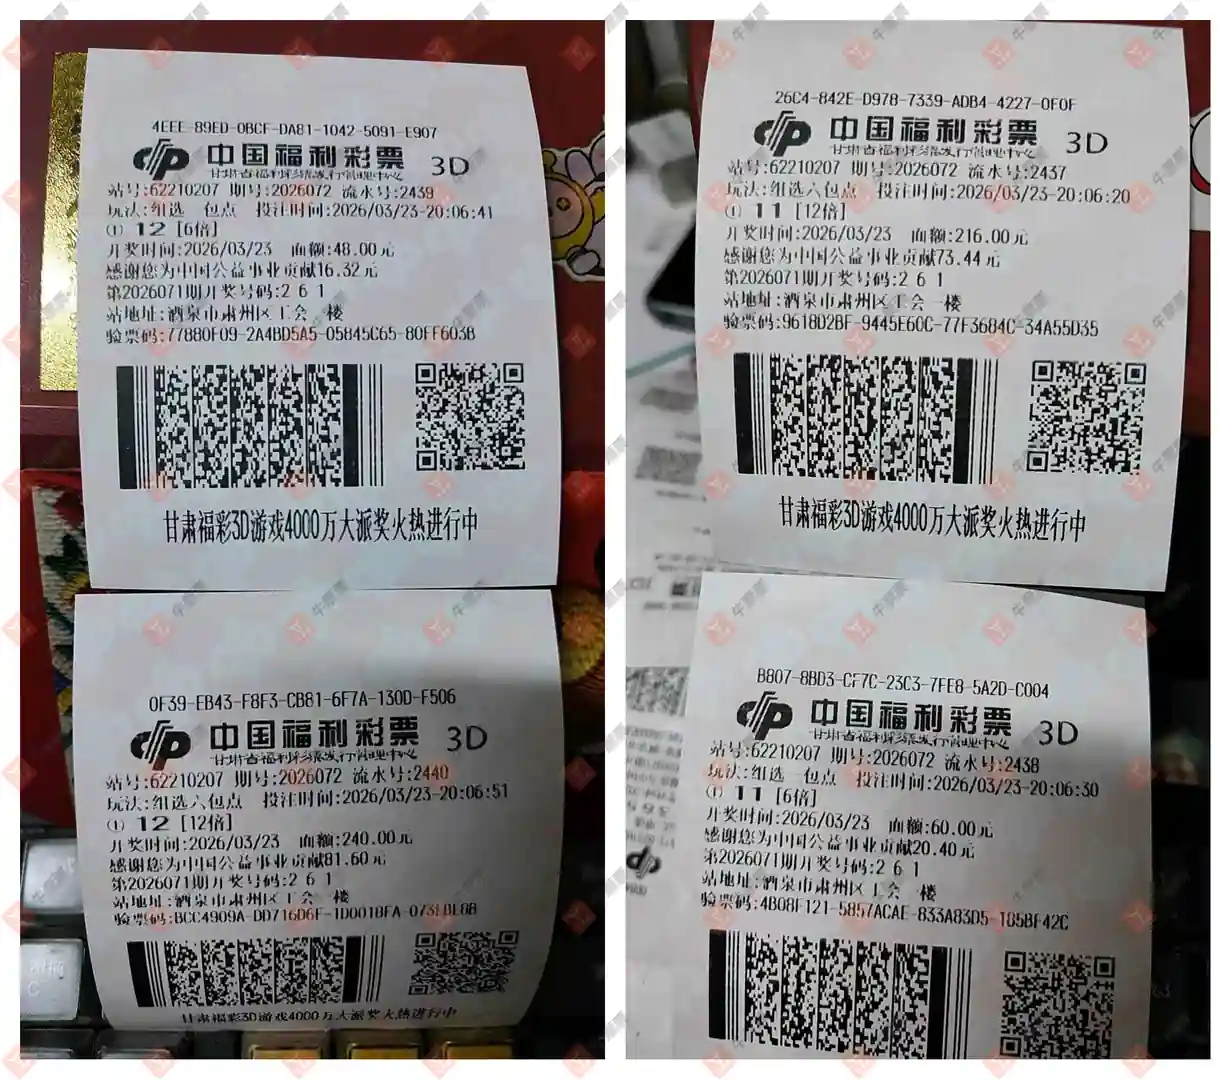 4EEE-89ED-0BCF-DA81-1042-5091-E907
中国福利彩票 3D
甘肃省福利彩票发行管理中心
站号:62210207 期号:2026072 流水号:2439
玩法:组选 包点 投注时间:2026/03/23-20:06:41
① 12 [6倍]
开奖时间:2026/03/23 面额:48.00元
感谢您为中国公益事业贡献16.32元
第2026071期开奖号码:2 6 1
站地址:酒泉市肃州区工会一楼
验票码:77880F09-2A4BD5A5-05845C65-80FF603B
甘肃福彩3D游戏4000万大派奖火热进行中
0F39-EB43-F8F3-CB81-6F7A-130D-F506
中国福利彩票 3D
甘肃省福利彩票发行管理中心
站号:62210207 期号:2026072 流水号:2440
玩法:组选六包点 投注时间:2026/03/23-20:06:51
① 12 [12倍]
开奖时间:2026/03/23 面额:240.00元
感谢您为中国公益事业贡献81.60元
第2026071期开奖号码:2 6 1
站地址:酒泉市肃州区工会一楼
验票码:BCC4909A-DD716D6F-1D001BFA-073FBE8B
甘肃福彩3D游戏4000万大派奖火热进行中
26C4-842E-D978-7339-ADB4-4227-0F0F
中国福利彩票 3D
甘肃省福利彩票发行管理中心
站号:62210207 期号:2026072 流水号:2437
玩法:组选六包点 投注时间:2026/03/23-20:06:20
① 11 [12倍]
开奖时间:2026/03/23 面额:216.00元
感谢您为中国公益事业贡献73.44元
第2026071期开奖号码:2 6 1
站地址:酒泉市肃州区工会一楼
验票码:9618D2BF-9445E60C-77F3684C-34A55D35
甘肃福彩3D游戏4000万大派奖火热进行中
B807-8BD3-CF7C-23C3-7FE8-5A2D-C004
中国福利彩票 3D
甘肃省福利彩票发行管理中心
站号:62210207 期号:2026072 流水号:2438
玩法:组选 包点 投注时间:2026/03/23-20:06:30
① 11 [6倍]
开奖时间:2026/03/23 面额:60.00元
感谢您为中国公益事业贡献20.40元
第2026071期开奖号码:2 6 1
站地址:酒泉市肃州区工会一楼
验票码:4B08F121-5857ACAE-833A83D5-185BF42C